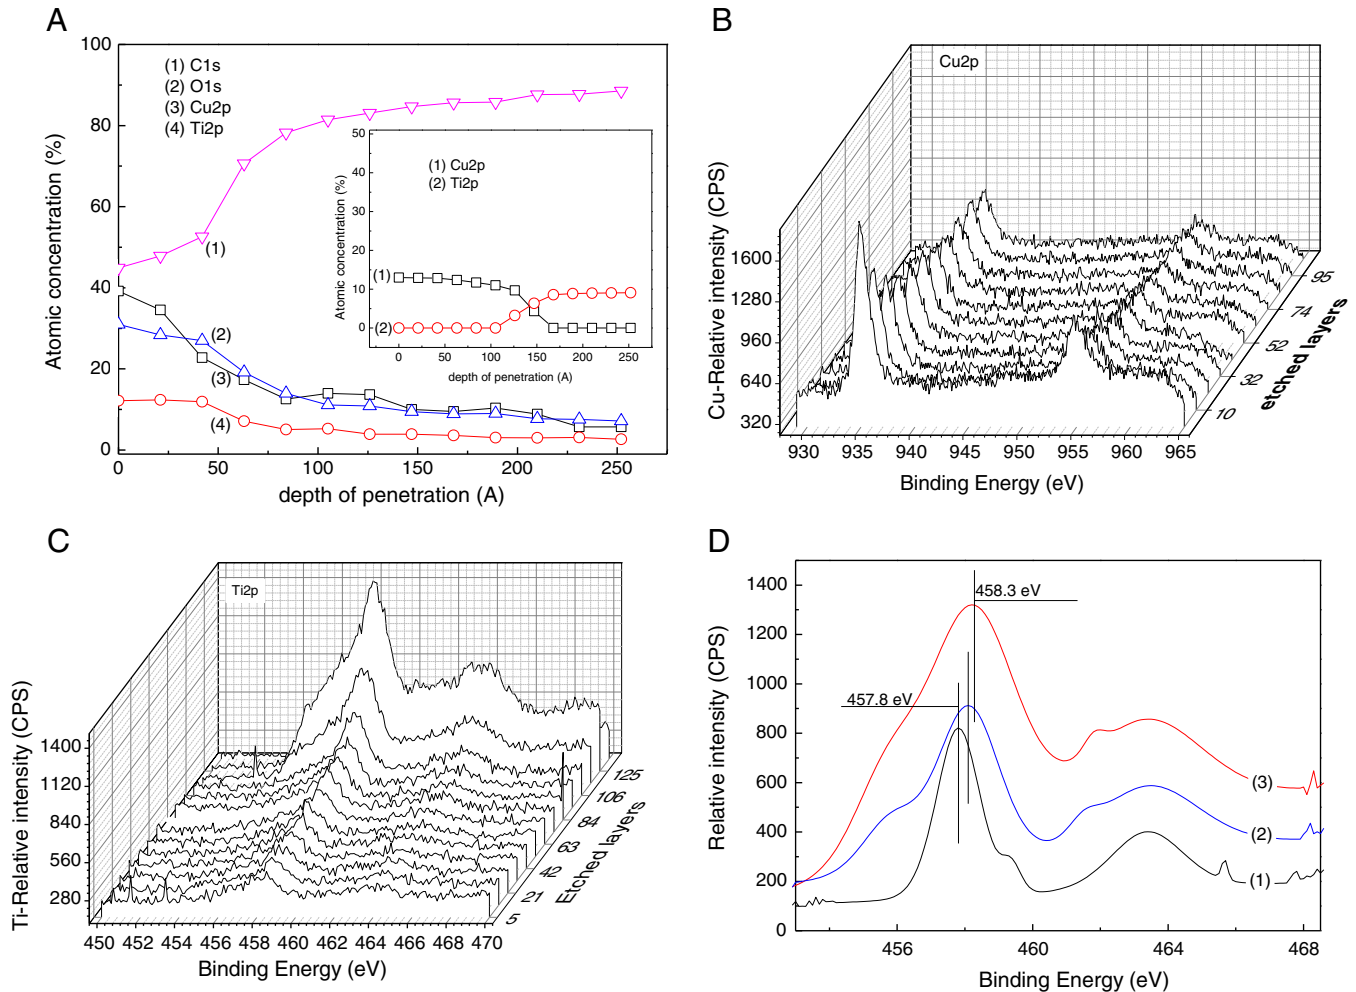 A
100
80
60
40
20
0
0 50 100 150 200 250
Atomic concentration (%)
depth of penetration (A)
(1) C1s
(2) O1s
(3) Cu2p
(4) Ti2p
(1)
(2)
(3)
(4)
50
40
30
20
10
0
0 50 100 150 200 250
Atomic concentration (%)
depth of penetration (A)
(1) Cu2p
(2) Ti2p
(1)
(2)
B
Cu2p
1600
1280
960
640
320
930 935 940 945 950 955 960 965
Cu-Relative intensity (CPS)
Binding Energy (eV)
95
74
52
32
10
etched layers
C
Ti2p
1400
1120
840
560
280
450 452 454 456 458 460 462 464 466 468 470
Ti-Relative intensity (CPS)
Binding Energy (eV)
125
106
84
63
42
21
5
Etched layers
D
1400
1200
1000
800
600
400
200
0
456 460 464 468
Relative intensity (CPS)
Binding Energy (eV)
458.3 eV
457.8 eV
(3)
(2)
(1)